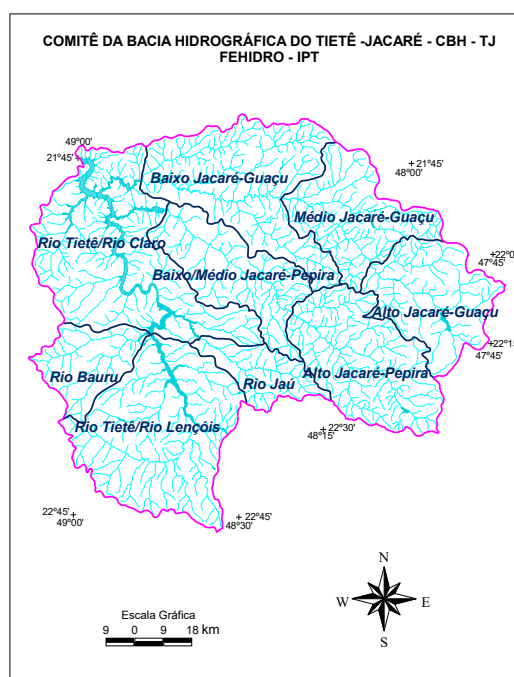 COMITÊ DA BACIA HIDROGRÁFICA DO TIETÊ -JACARÉ - CBH - TJ
FEHIDRO - IPT
49°00'
21°45'
21°45'
48°00'
Baixo Jacaré-Guaçu
Médio Jacaré-Guaçu
Rio Tietê/Rio Claro
22°0
47°45'
Baixo/Médio Jacaré-Pepira
Alto Jacaré-Guaçu
22°15
47°45'
Rio Bauru
Rio Jaú
Alto Jacaré-Pepira
Rio Tietê/Rio Lençóis
22°30'
48°15'
22°45'
49°00'
22°45'
48°30'
Escala Gráfica
9 0 9 18 km
N
W E
S